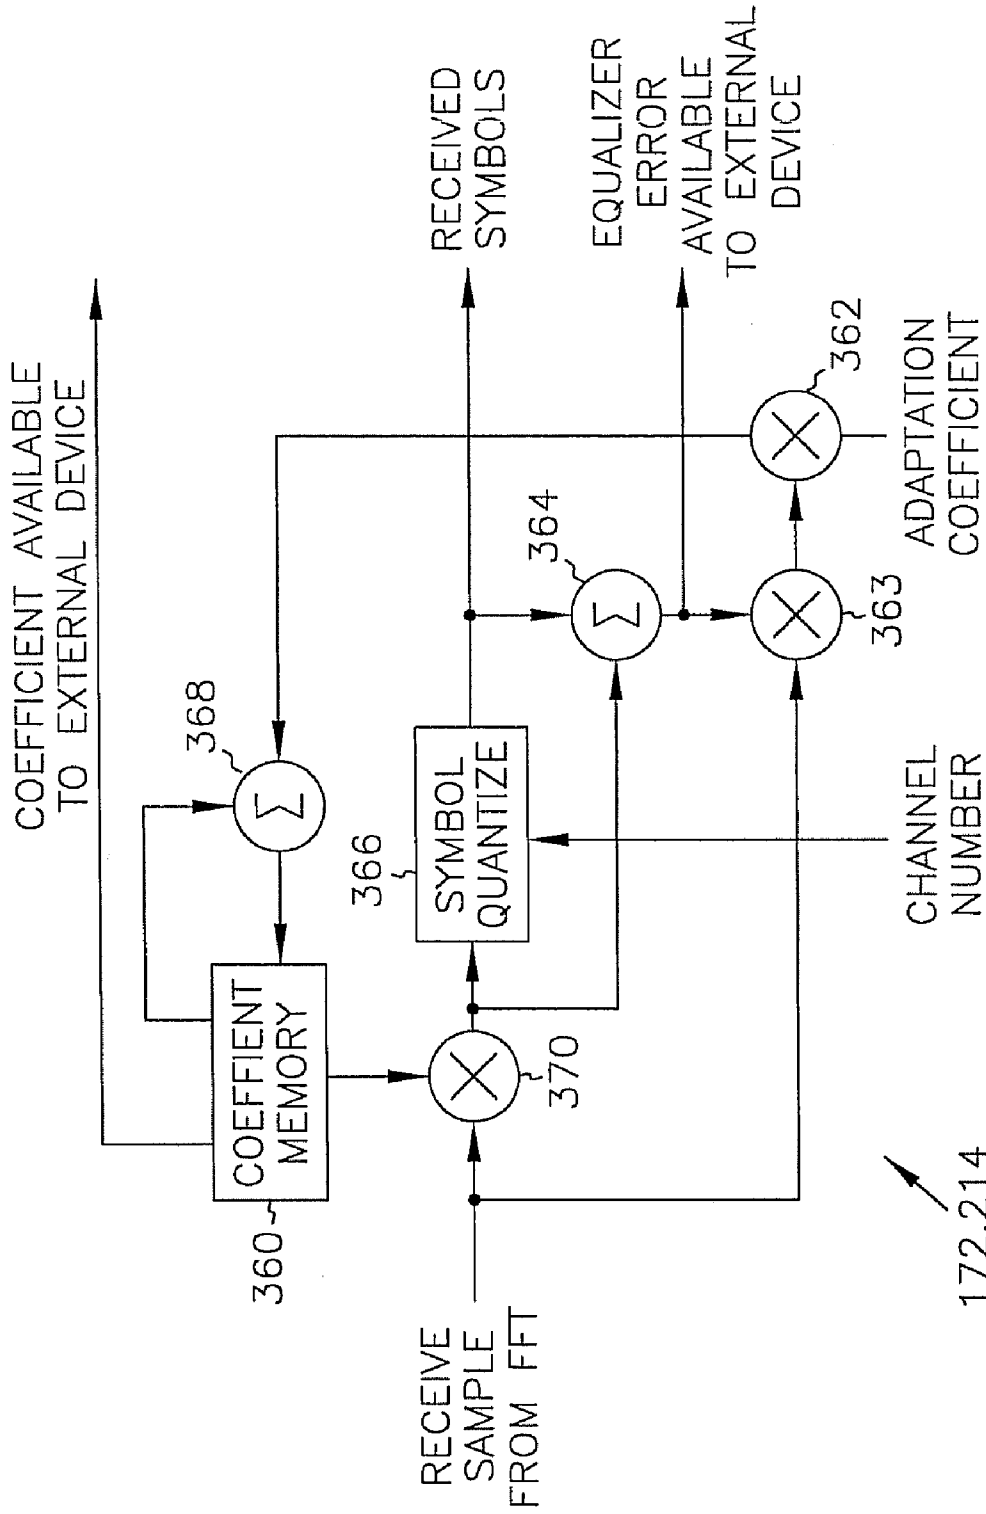 COEFFICIENT AVAILABLE
TO EXTERNAL DEVICE
368
360
COEFFIENT
MEMORY
366
SYMBOL
QUANTIZE
RECEIVED
SYMBOLS
364
EQUALIZER
ERROR
AVAILABLE
TO EXTERNAL
DEVICE
370
RECEIVE
SAMPLE
FROM FFT
362
363
CHANNEL
NUMBER
ADAPTATION
COEFFICIENT
172,214